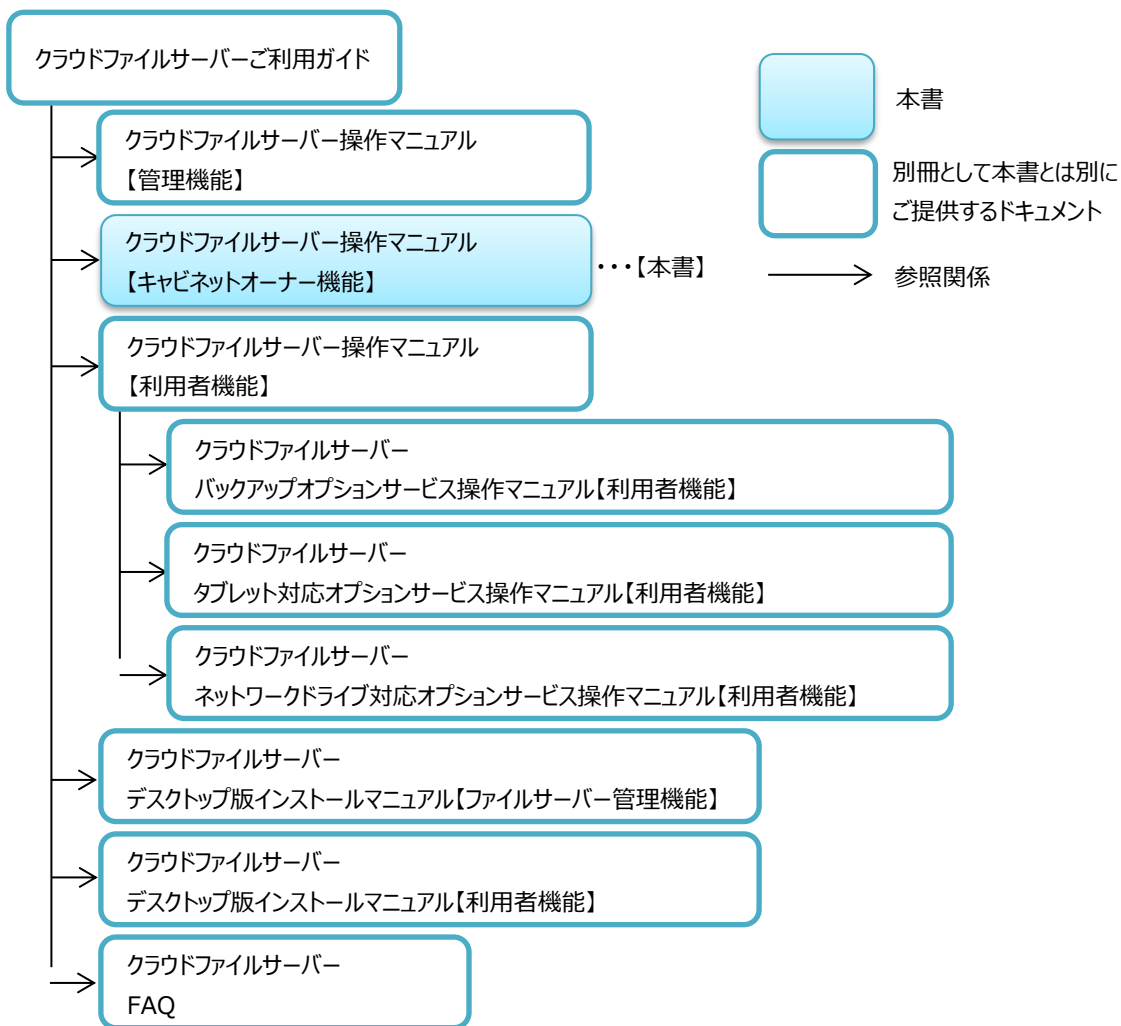 クラウドファイルサーバーご利用ガイド
本書
クラウドファイルサーバー操作マニュアル
【管理機能】
別冊として本書とは別に
ご提供するドキュメント
クラウドファイルサーバー操作マニュアル
【キャビネットオーナー機能】
・・・【本書】
参照関係
クラウドファイルサーバー操作マニュアル
【利用者機能】
クラウドファイルサーバー
バックアップオプションサービス操作マニュアル【利用者機能】
クラウドファイルサーバー
タブレット対応オプションサービス操作マニュアル【利用者機能】
クラウドファイルサーバー
ネットワークドライブ対応オプションサービス操作マニュアル【利用者機能】
クラウドファイルサーバー
デスクトップ版インストールマニュアル【ファイルサーバー管理機能】
クラウドファイルサーバー
デスクトップ版インストールマニュアル【利用者機能】
クラウドファイルサーバー
FAQ